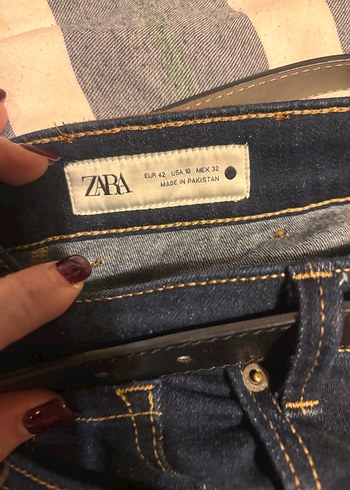 ZARA
EUR 42 USA 10 MEX 32
MADE IN PAKISTAN